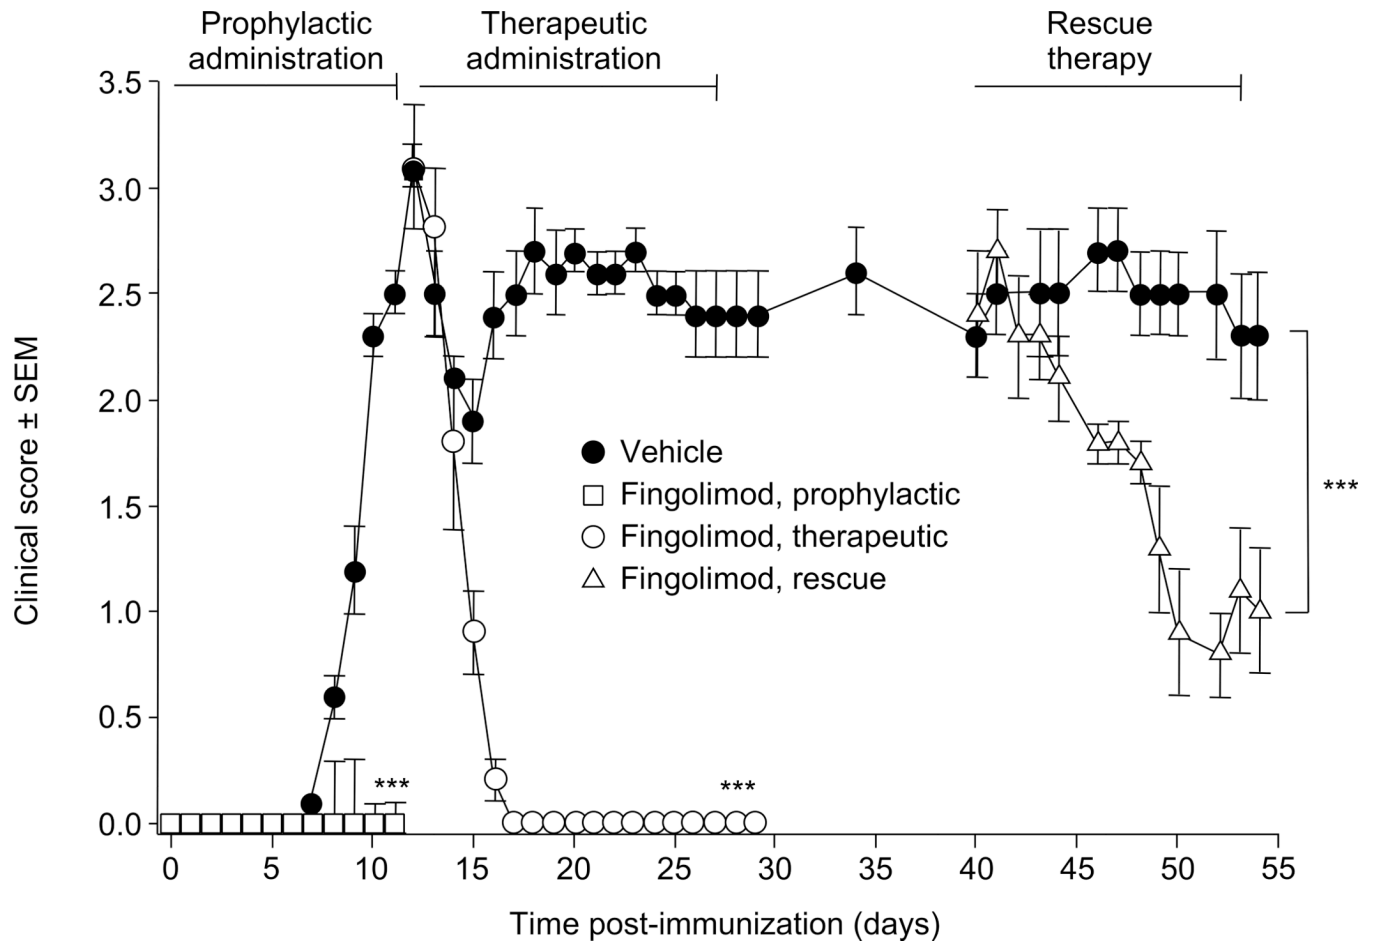 Prophylactic
administration
Therapeutic
administration
Rescue
therapy
3.5
3.0
2.5
2.0
1.5
1.0
0.5
0.0
Clinical score ± SEM
Vehicle
Fingolimod, prophylactic
Fingolimod, therapeutic
Fingolimod, rescue
***
***
***
0 5 10 15 20 25 30 35 40 45 50 55
Time post-immunization (days)